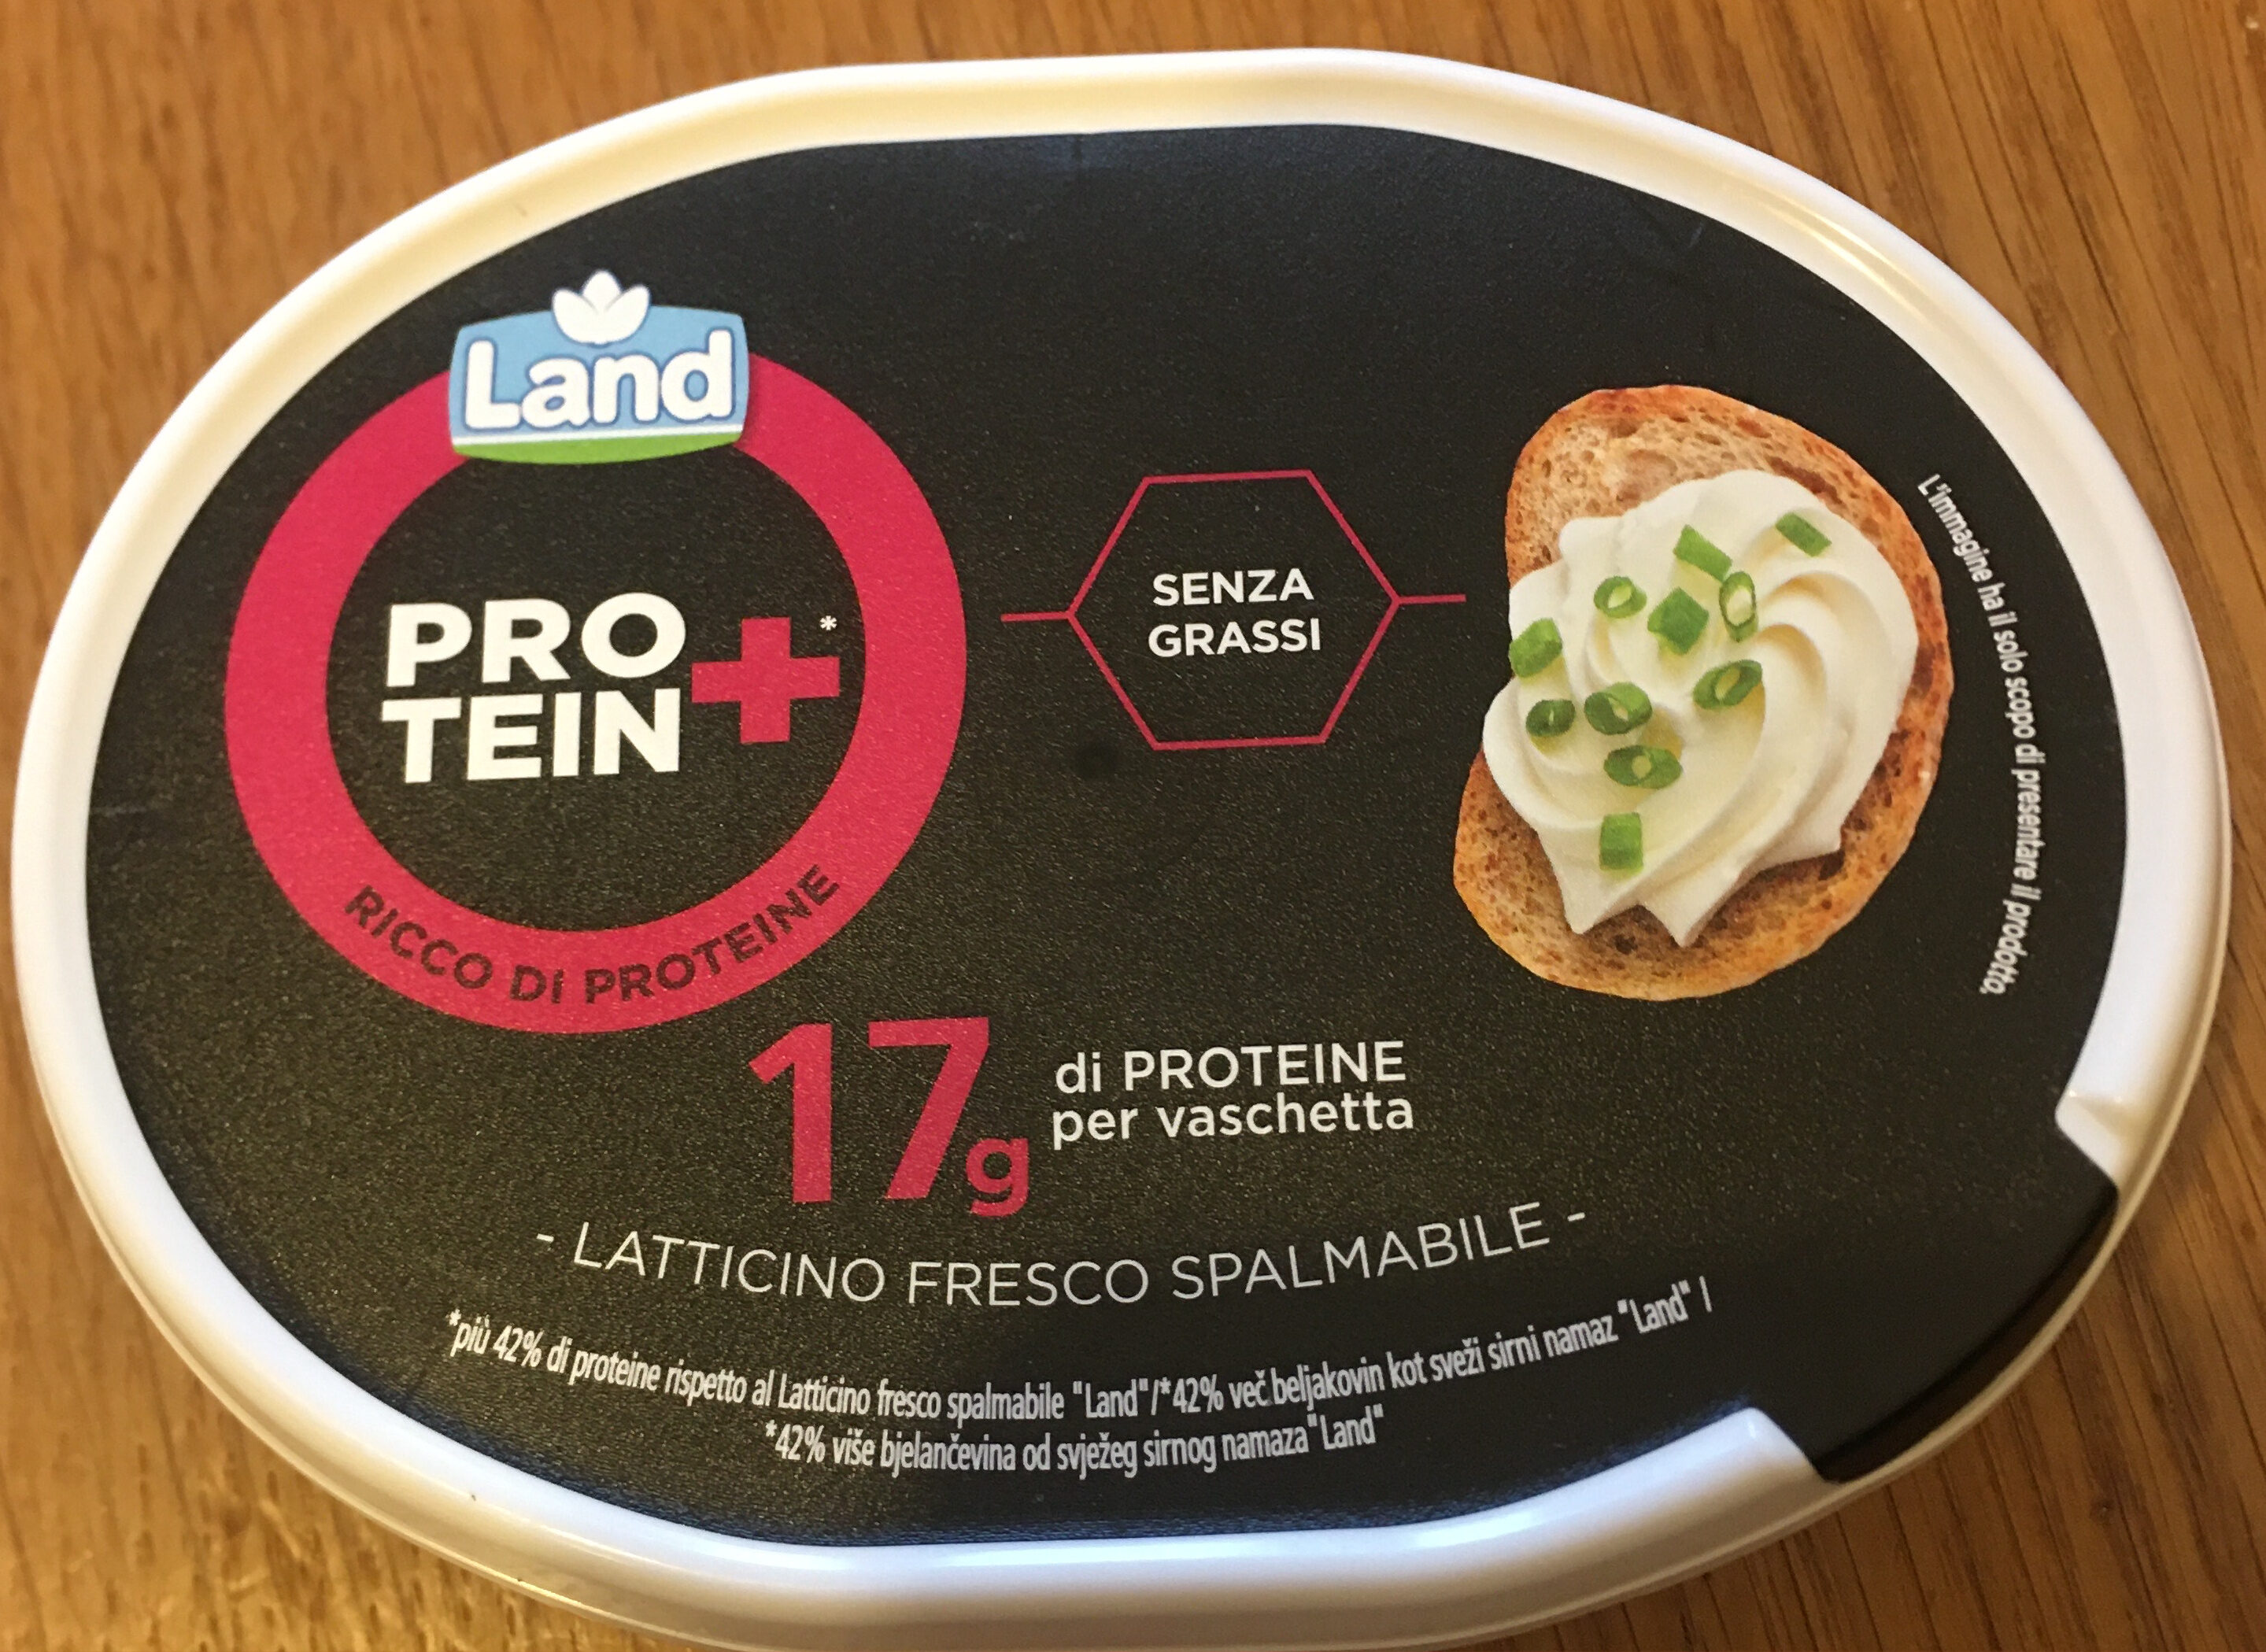 Land
PRO
TEIN+*
RICCO DI PROTEINE
SENZA
GRASSI
L'immagine ha il solo scopo di presentare il prodotto.
17g
di PROTEINE
per vaschetta
- LATTICINO FRESCO SPALMABILE -
*più 42% di proteine rispetto al Latticino fresco spalmabile "Land"/*42% več beljakovin kot sveži sirni namaz "Land" /
*42% više bjelančevina od svježeg sirnog namaza "Land"